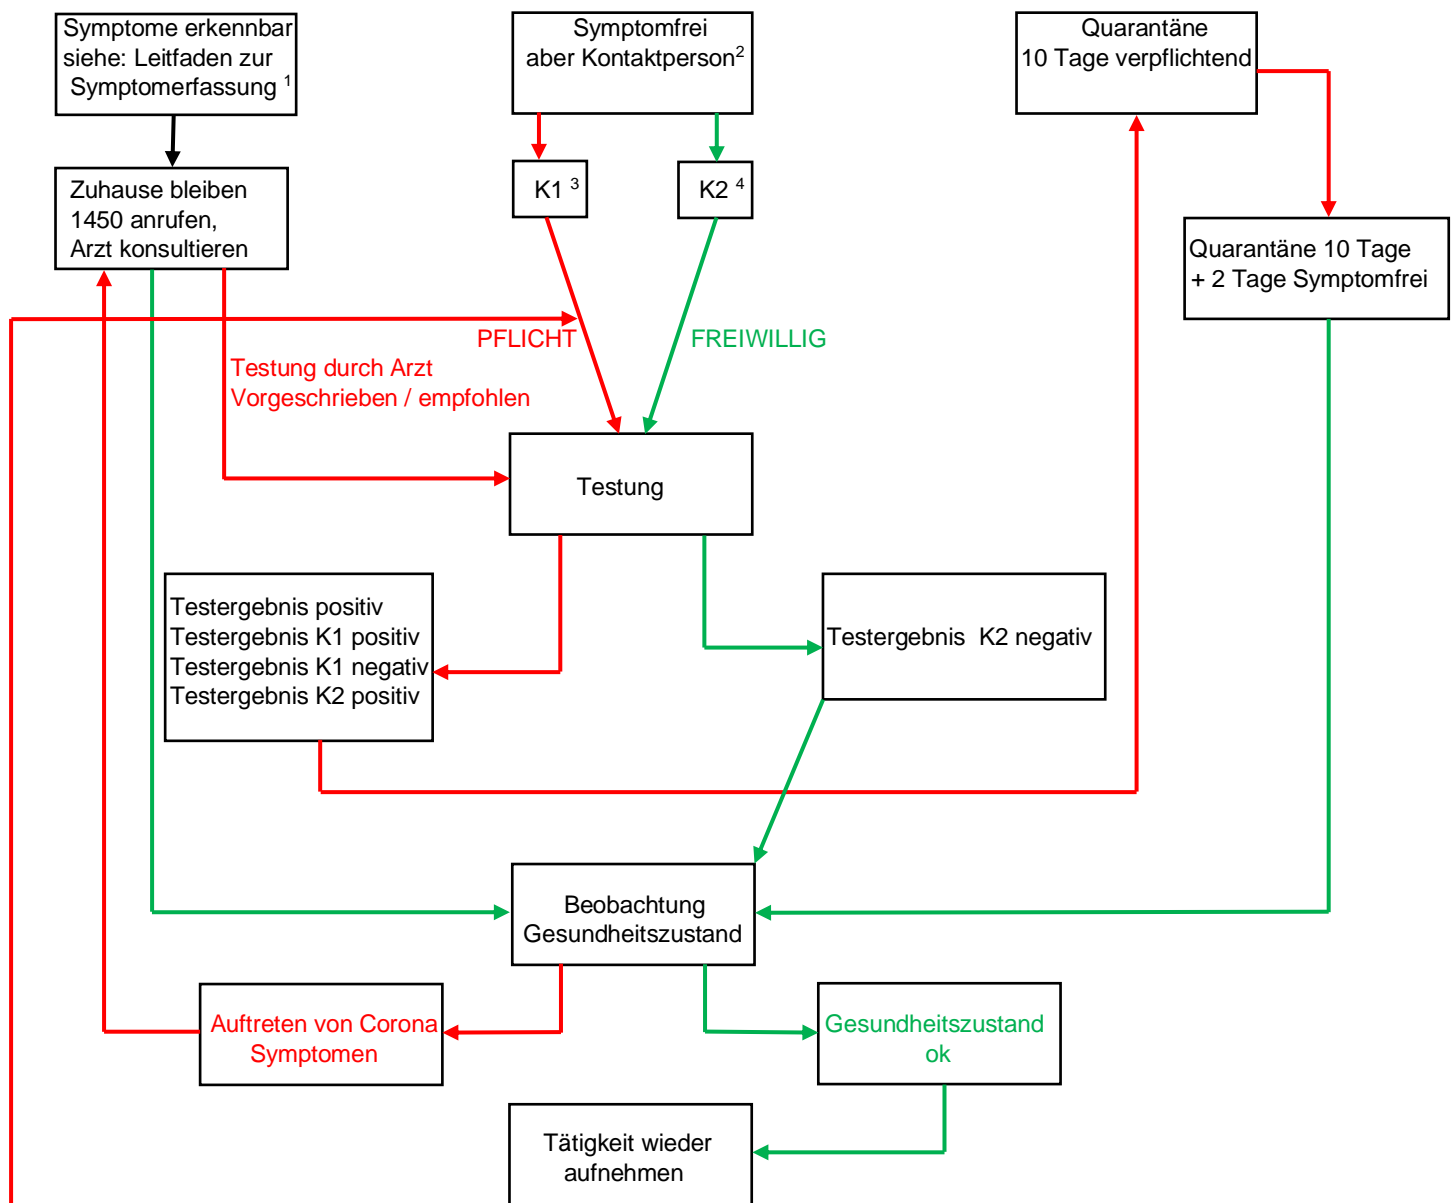 Symptome erkennbar
siehe: Leitfaden zur
Symptomerfassung ¹
Symptomfrei
aber Kontaktperson²
Quarantäne
10 Tage verpflichtend
K1 ³
K2 ⁴
Zuhause bleiben
1450 anrufen,
Arzt konsultieren
Quarantäne 10 Tage
+ 2 Tage Symptomfrei
PFLICHT
FREIWILLIG
Testung durch Arzt
Vorgeschrieben / empfohlen
Testung
Testergebnis positiv
Testergebnis K1 positiv
Testergebnis K1 negativ
Testergebnis K2 positiv
Testergebnis K2 negativ
Beobachtung
Gesundheitszustand
Auftreten von Corona
Symptomen
Gesundheitszustand
ok
Tätigkeit wieder
aufnehmen